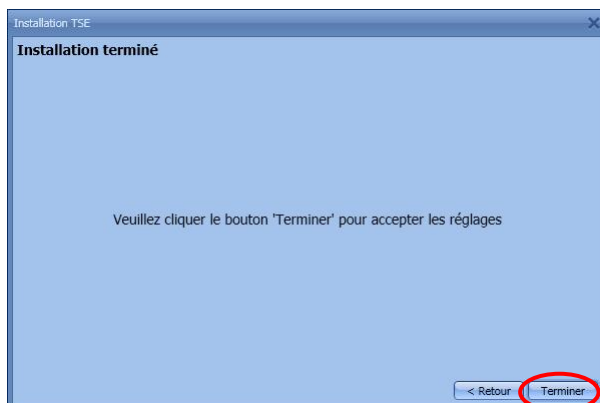 Installation TSE
Installation terminé
Veuillez cliquer le bouton 'Terminer' pour accepter les réglages
< Retour
Terminer